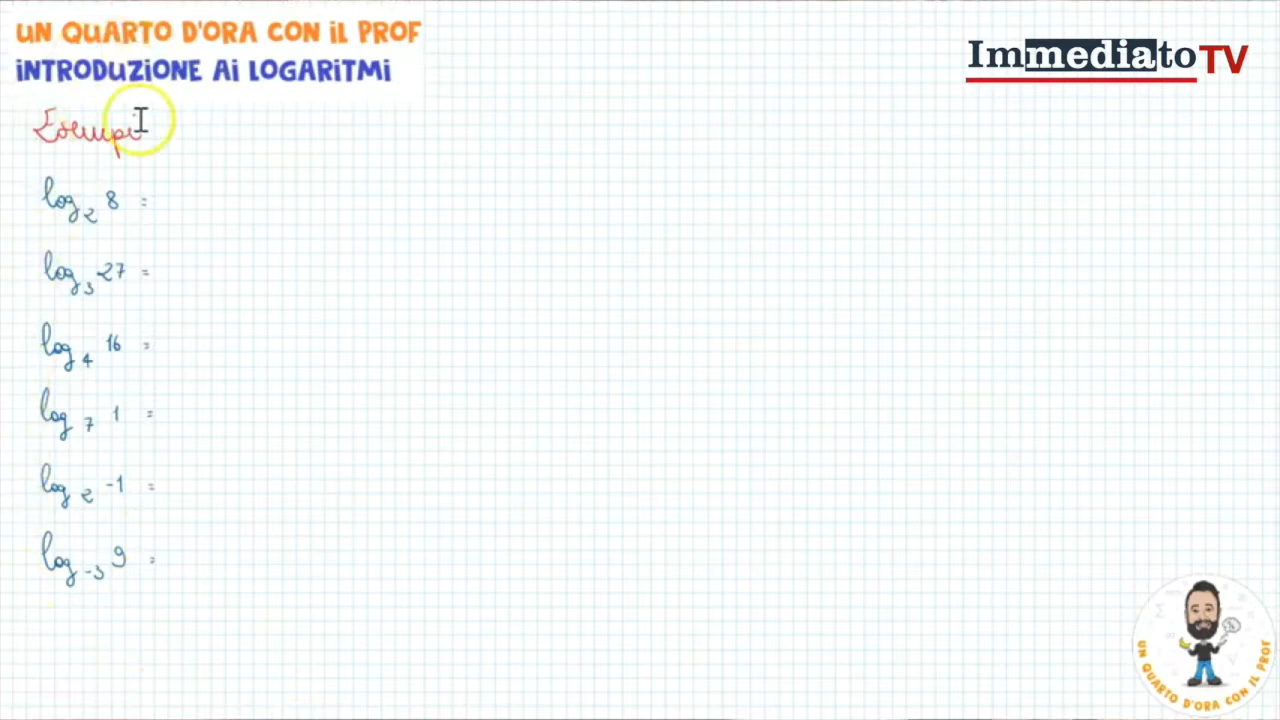 UN QUARTO D'ORA CON IL PROF
INTRODUZIONE AI LOGARITMI
ImmediatoTV
Esempi
log₂ 8 =
log₃ 27 =
log₄ 16 =
log₇ 1 =
log₂ -1 =
log₋₃ 9 =
UN QUARTO D'ORA CON IL PROF